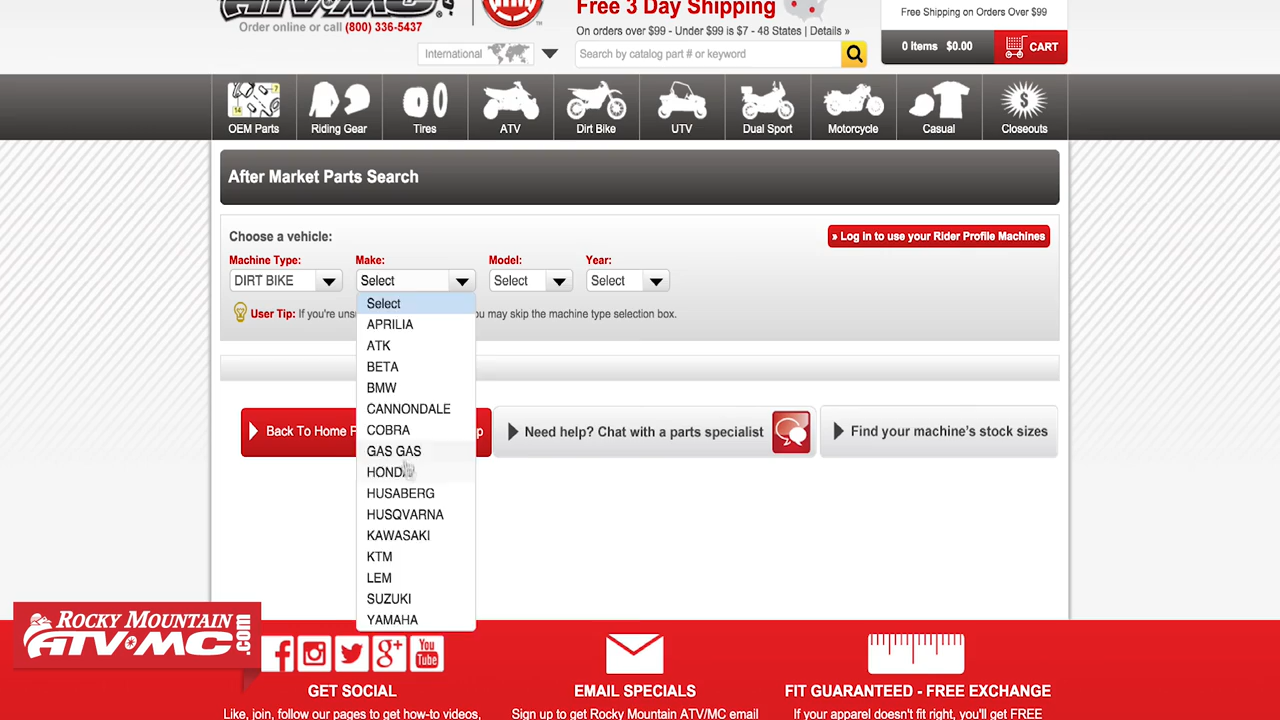 Order online or call (800) 336-5437
Free 3 Day Shipping
On orders over $99 - Under $99 is $7 - 48 States | Details »
Free Shipping on Orders Over $99
International
Search by catalog part # or keyword
0 Items $0.00
CART
OEM Parts
Riding Gear
Tires
ATV
Dirt Bike
UTV
Dual Sport
Motorcycle
Casual
Closeouts
After Market Parts Search
Choose a vehicle:
» Log in to use your Rider Profile Machines
Machine Type: Make: Model: Year:
DIRT BIKE Select Select Select
User Tip: If you're uns
ou may skip the machine type selection box.
Select
APRILIA
ATK
BETA
BMW
CANNONDALE
COBRA
GAS GAS
HONDA
HUSABERG
HUSQVARNA
KAWASAKI
KTM
LEM
SUZUKI
YAMAHA
Back To Home P
p
Need help? Chat with a parts specialist
Find your machine's stock sizes
ROCKY MOUNTAIN
ATV MC .com
You
Tube
GET SOCIAL
Like, join, follow our pages to get how-to videos,
EMAIL SPECIALS
Sign up to get Rocky Mountain ATV/MC email
FIT GUARANTEED - FREE EXCHANGE
If your apparel doesn't fit right, you'll get FREE